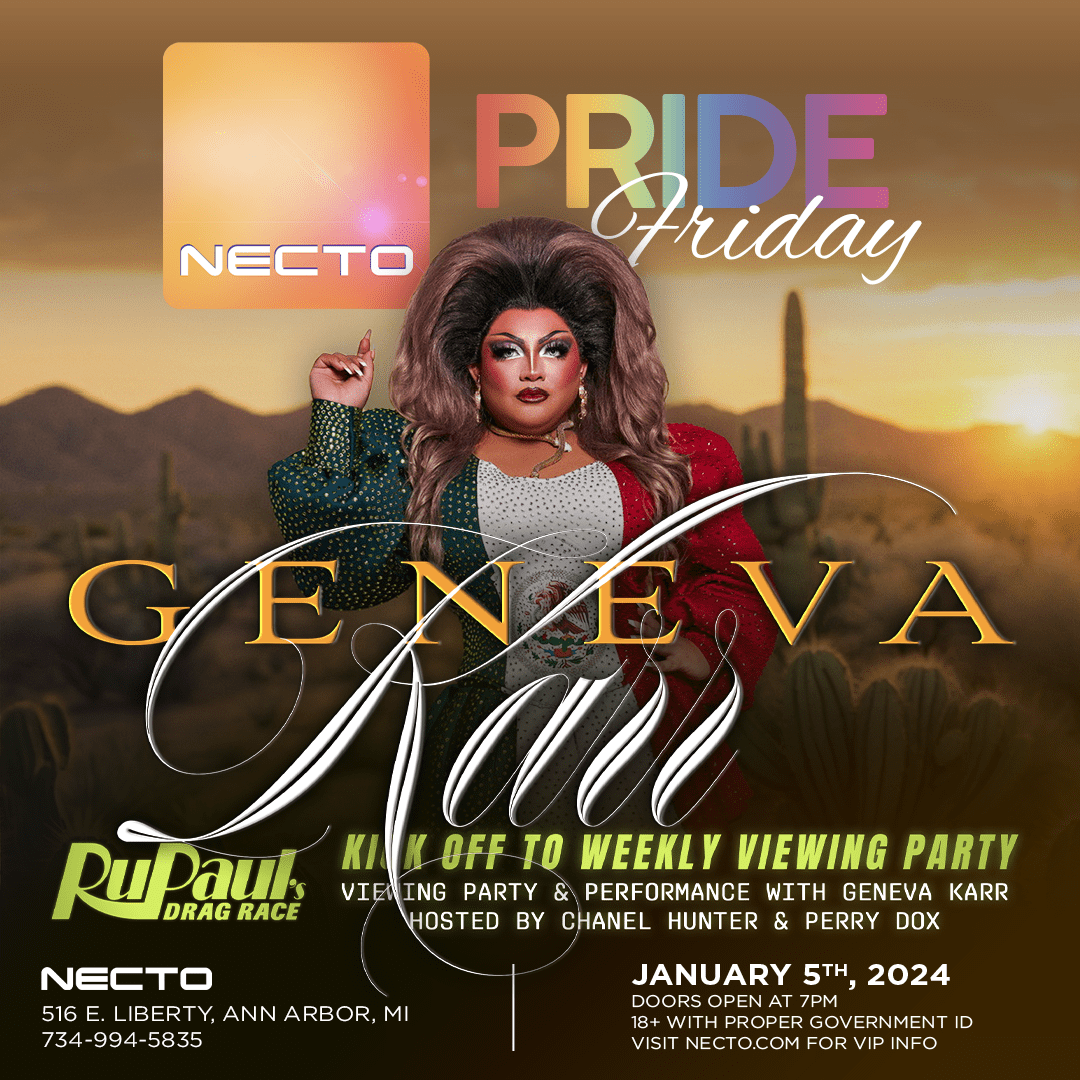 NECTO
PRIDE
Friday
GENEVA
Karr
RuPaul's
DRAG RACE
KICK OFF TO WEEKLY VIEWING PARTY
VIEWING PARTY & PERFORMANCE WITH GENEVA KARR
HOSTED BY CHANEL HUNTER & PERRY DOX
NECTO
516 E. LIBERTY, ANN ARBOR, MI
734-994-5835
JANUARY 5TH, 2024
DOORS OPEN AT 7PM
18+ WITH PROPER GOVERNMENT ID
VISIT NECTO.COM FOR VIP INFO